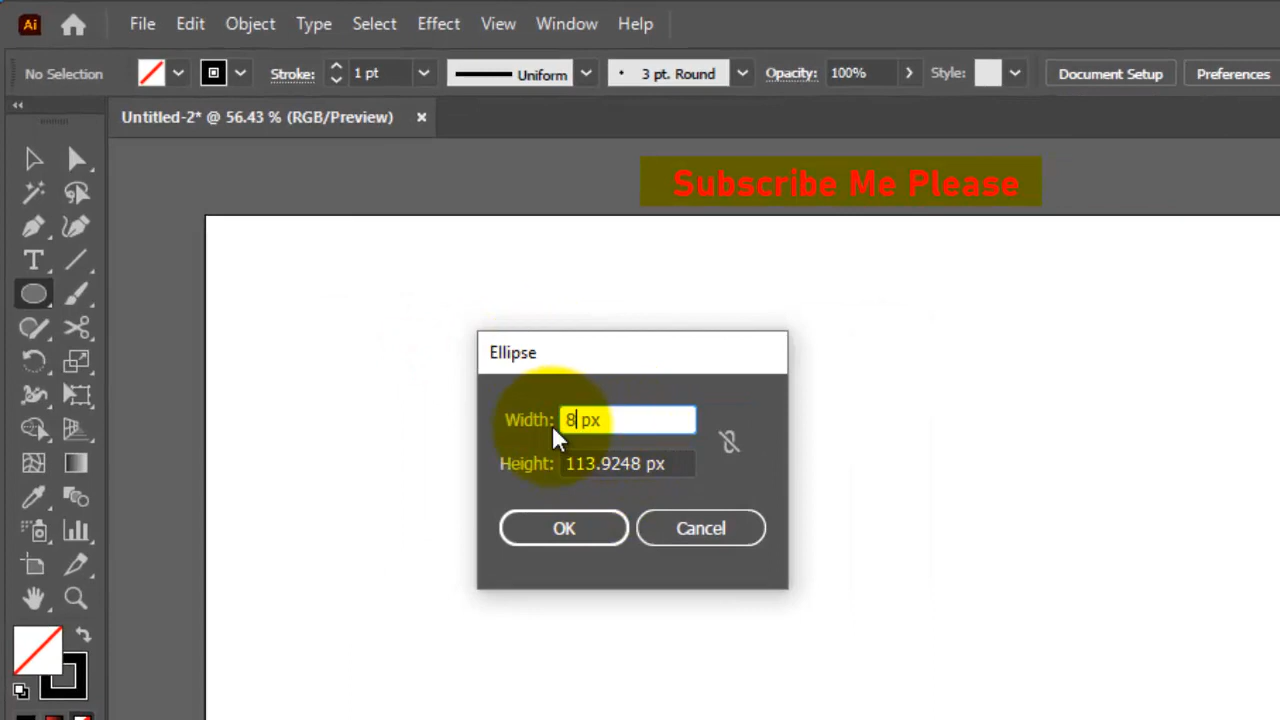 Ai File Edit Object Type Select Effect View Window Help
No Selection Stroke: 1 pt Uniform 3 pt. Round Opacity: 100% Style: Document Setup Preferences
Untitled-2* @ 56.43 % (RGB/Preview)
Subscribe Me Please
Ellipse
Width: 8 px
Height: 113.9248 px
OK Cancel